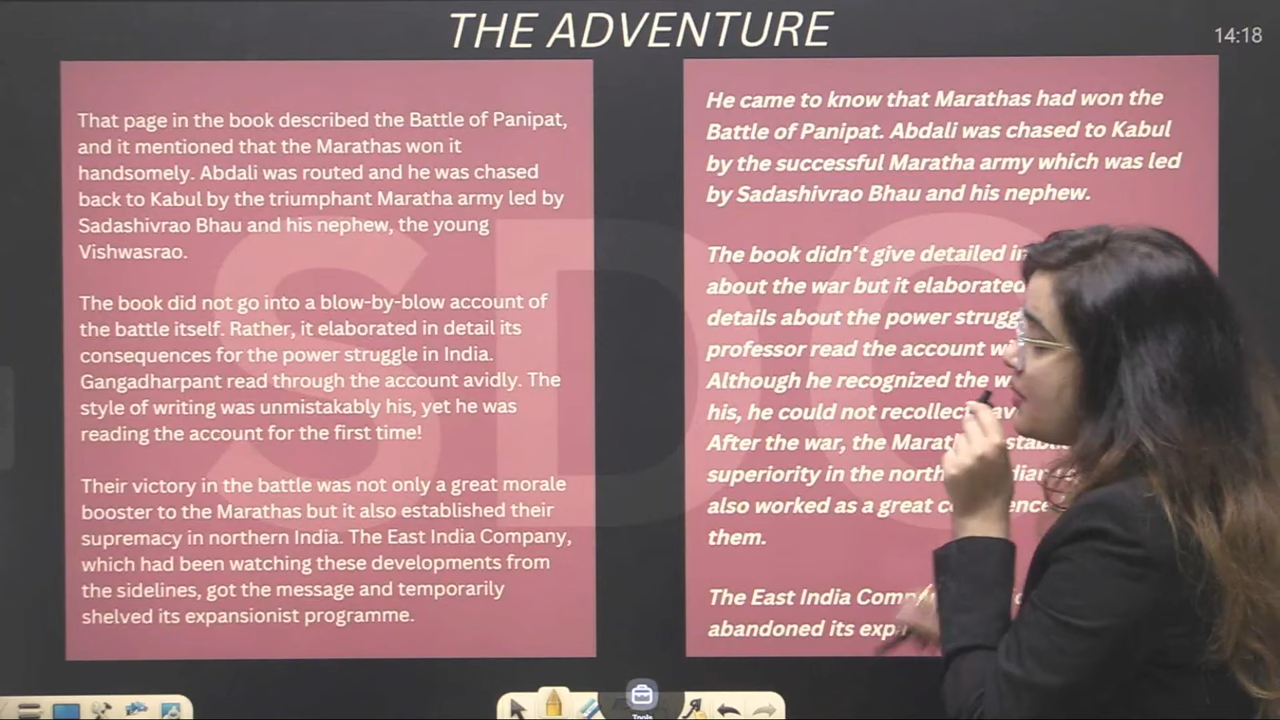 THE ADVENTURE
14:18
That page in the book described the Battle of Panipat,
and it mentioned that the Marathas won it
handsomely. Abdali was routed and he was chased
back to Kabul by the triumphant Maratha army led by
Sadashivrao Bhau and his nephew, the young
Vishwasrao.
The book did not go into a blow-by-blow account of
the battle itself. Rather, it elaborated in detail its
consequences for the power struggle in India.
Gangadharpant read through the account avidly. The
style of writing was unmistakably his, yet he was
reading the account for the first time!
Their victory in the battle was not only a great morale
booster to the Marathas but it also established their
supremacy in northern India. The East India Company,
which had been watching these developments from
the sidelines, got the message and temporarily
shelved its expansionist programme.
He came to know that Marathas had won the
Battle of Panipat. Abdali was chased to Kabul
by the successful Maratha army which was led
by Sadashivrao Bhau and his nephew.
The book didn't give detailed
about the war but it elaborated
details about the power
professor read the account
Although he recognized the
his, he could not
After the war, the
superiority in the
also worked as a great
them.
The East India
abandoned its
SDC
Tools